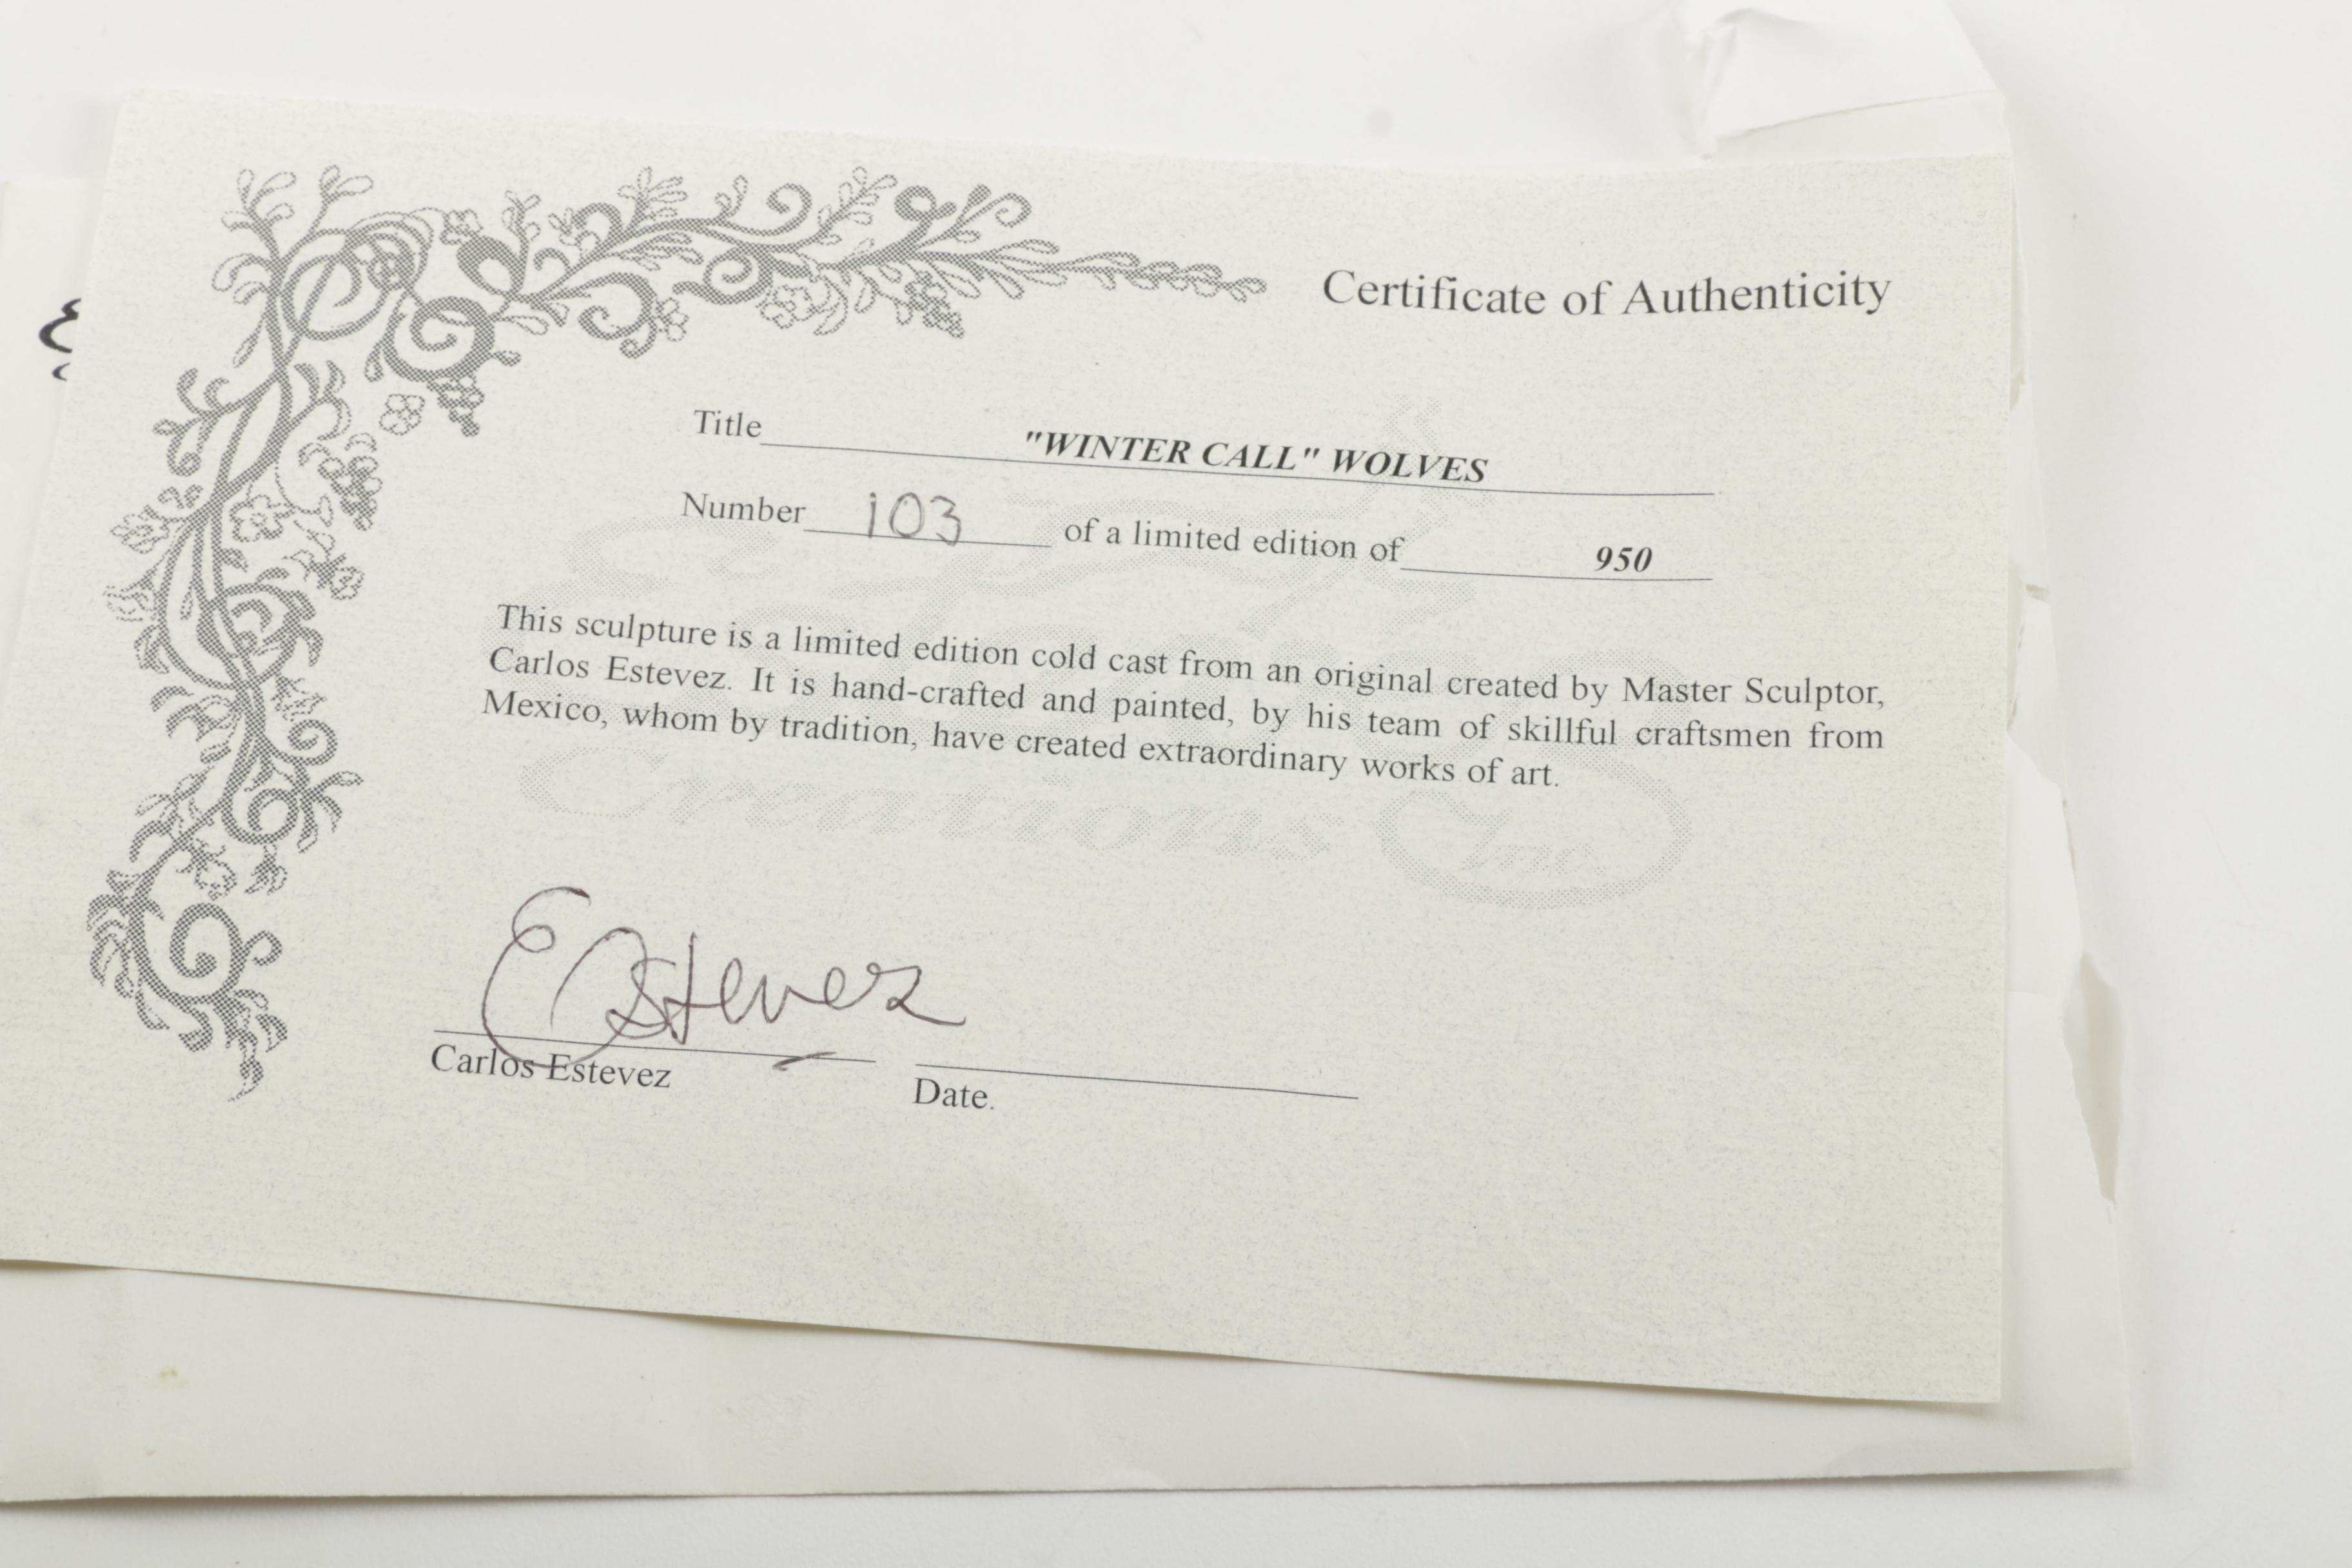 Certificate of Authenticity
Title "WINTER CALL" WOLVES
Number 103 of a limited edition of 950
This sculpture is a limited edition cold cast from an original created by Master Sculptor,
Carlos Estevez. It is hand-crafted and painted, by his team of skillful craftsmen from
Mexico, whom by tradition, have created extraordinary works of art.
Creations Inc.
Estevez
Carlos Estevez
Date.